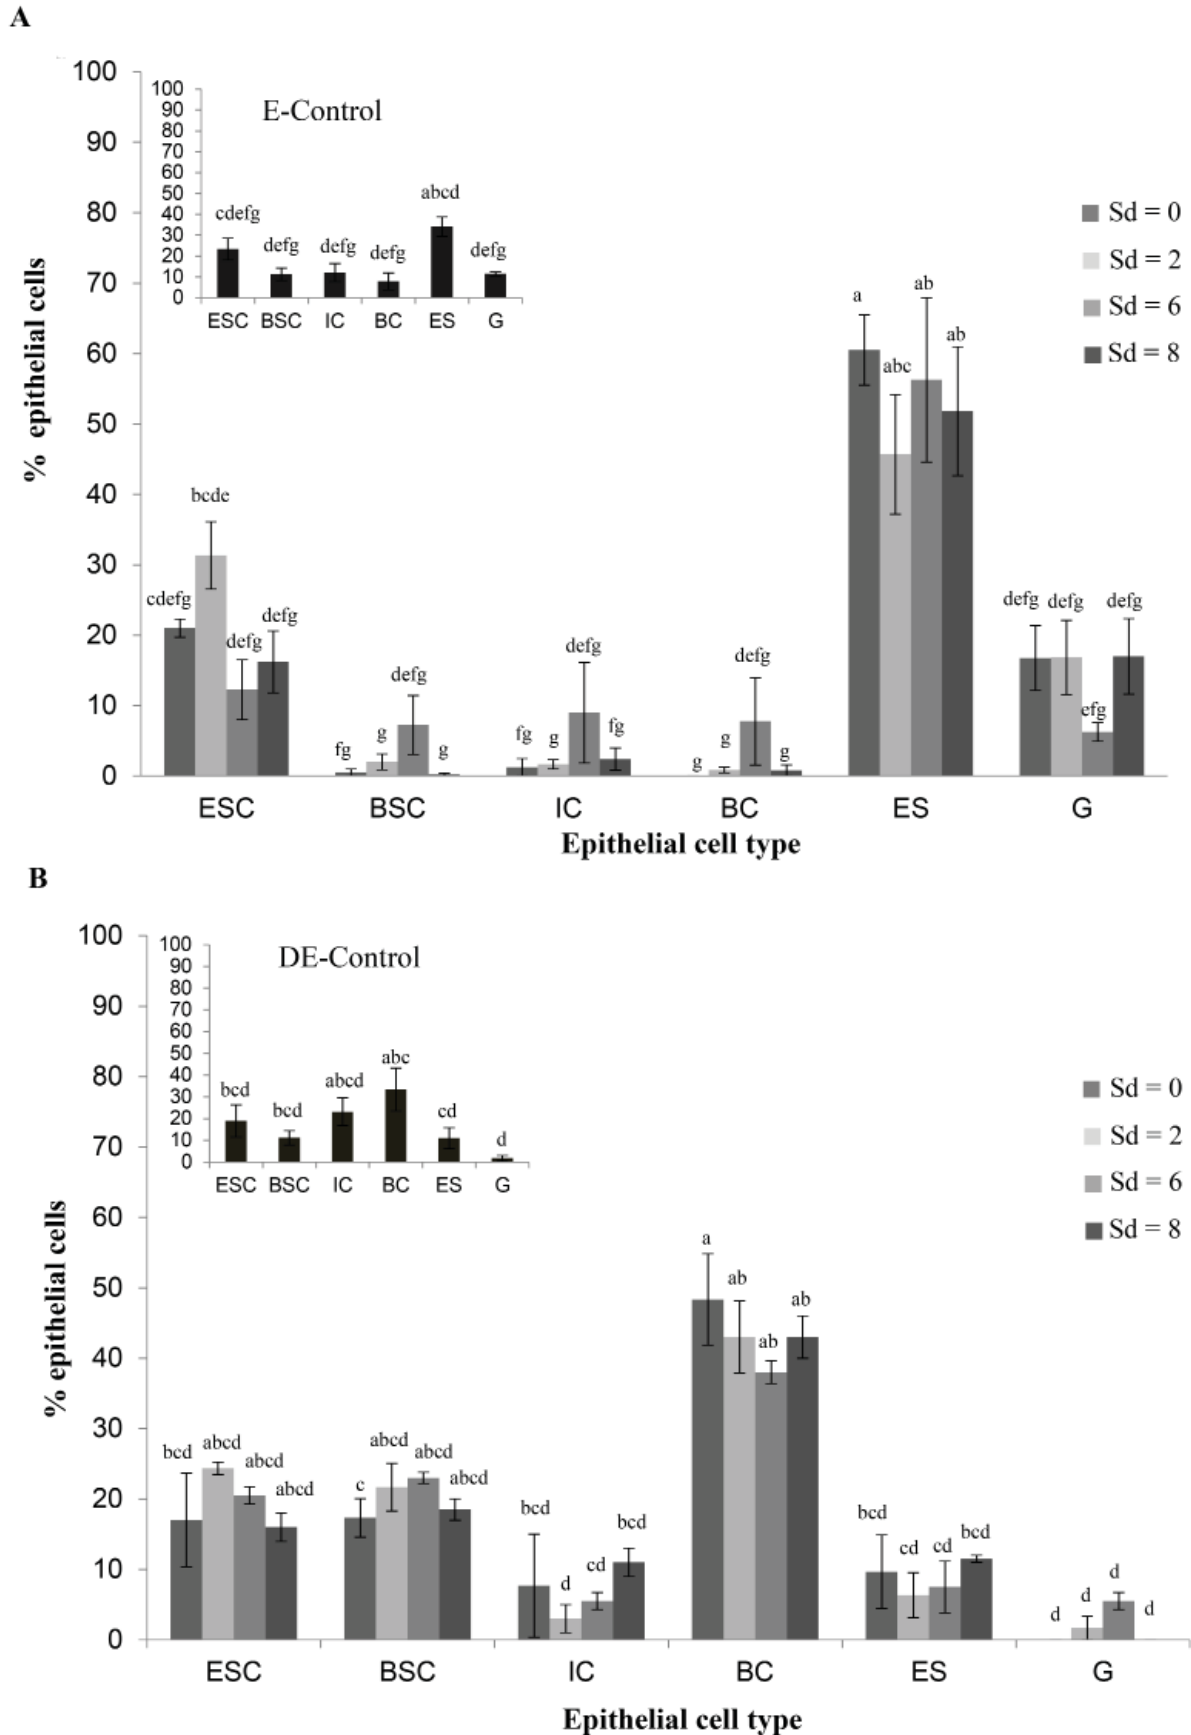 A
E-Control
100
90
80
70
60
50
40
30
20
10
0
cdefg
defg
defg
defg
abcd
defg
ESC BSC IC BC ES G
% epithelial cells
100
90
80
70
60
50
40
30
20
10
0
Sd = 0
Sd = 2
Sd = 6
Sd = 8
cdefg
bcde
defg
defg
fg
g
defg
g
fg
g
defg
fg
g
g
defg
g
a
abc
ab
ab
defg
defg
efg
defg
ESC BSC IC BC ES G
Epithelial cell type
B
DE-Control
100
90
80
70
60
50
40
30
20
10
0
bcd
bcd
abcd
abc
cd
d
ESC BSC IC BC ES G
% epithelial cells
100
90
80
70
60
50
40
30
20
10
0
Sd = 0
Sd = 2
Sd = 6
Sd = 8
bcd
abcd
abcd
abcd
c
abcd
abcd
abcd
bcd
d
cd
bcd
a
ab
ab
ab
bcd
cd
cd
bcd
d
d
d
d
ESC BSC IC BC ES G
Epithelial cell type